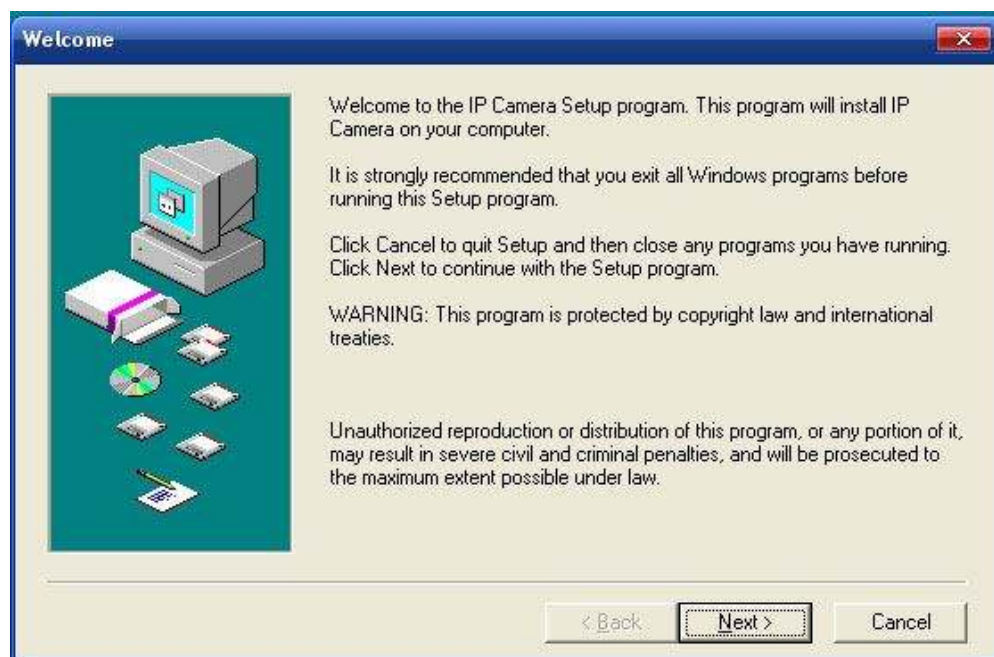 Welcome
Welcome to the IP Camera Setup program. This program will install IP
Camera on your computer.
It is strongly recommended that you exit all Windows programs before
running this Setup program.
Click Cancel to quit Setup and then close any programs you have running.
Click Next to continue with the Setup program.
WARNING: This program is protected by copyright law and international
treaties.
Unauthorized reproduction or distribution of this program, or any portion of it,
may result in severe civil and criminal penalties, and will be prosecuted to
the maximum extent possible under law.
< Back
Next >
Cancel